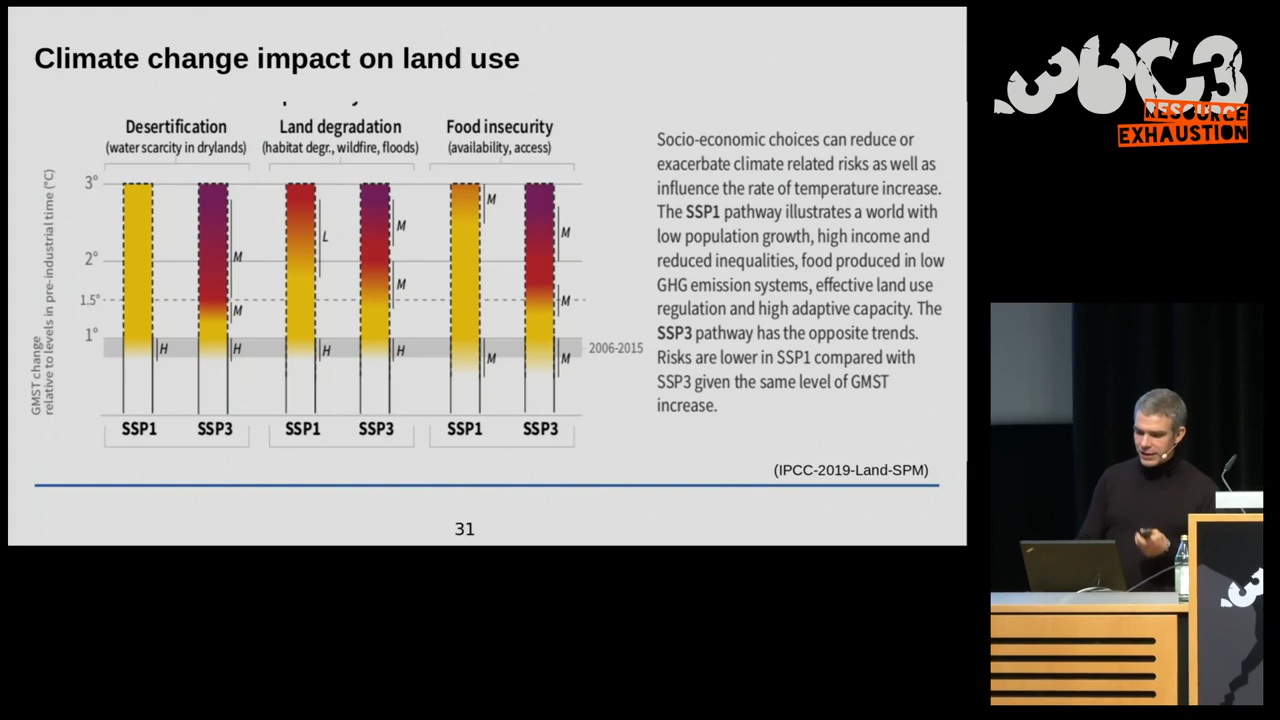 Climate change impact on land use
Desertification
(water scarcity in drylands)
Land degradation
(habitat degr., wildfire, floods)
Food insecurity
(availability, access)
GMST change
relative to levels in pre-industrial time (°C)
3°
2°
1.5°
1°
M
M
H
H
L
H
M
M
H
M
M
M
M
M
2006-2015
SSP1
SSP3
SSP1
SSP3
SSP1
SSP3
Socio-economic choices can reduce or
exacerbate climate related risks as well as
influence the rate of temperature increase.
The SSP1 pathway illustrates a world with
low population growth, high income and
reduced inequalities, food produced in low
GHG emission systems, effective land use
regulation and high adaptive capacity. The
SSP3 pathway has the opposite trends.
Risks are lower in SSP1 compared with
SSP3 given the same level of GMST
increase.
(IPCC-2019-Land-SPM)
31
36C3
RESOURCE
EXHAUSTION